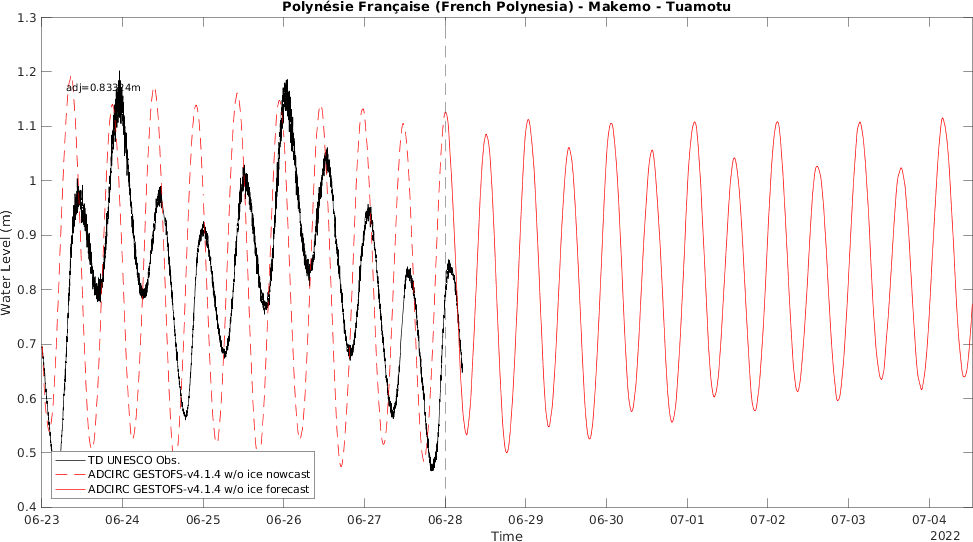 Polynésie Française (French Polynesia) - Makemo - Tuamotu
1.3
1.2
1.1
1
0.9
0.8
0.7
0.6
0.5
0.4
Water Level (m)
TD UNESCO Obs.
ADCIRC GESTOFS-v4.1.4 w/o ice nowcast
ADCIRC GESTOFS-v4.1.4 w/o ice forecast
06-23 06-24 06-25 06-26 06-27 06-28 06-29 06-30 07-01 07-02 07-03 07-04
Time
2022